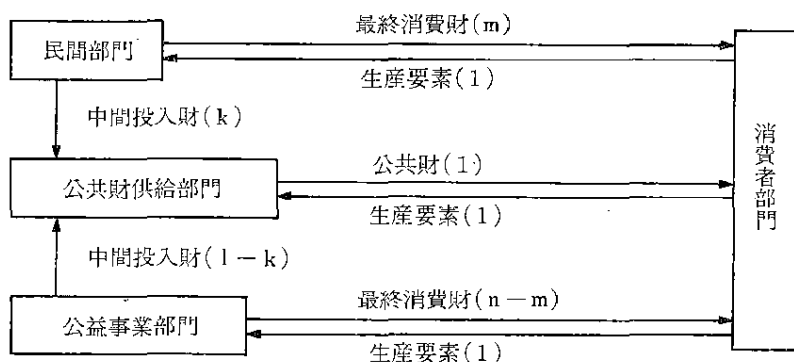 最終消費財(m)
民間部門
生産要素(1)
中間投入財(k)
公共財(1)
公共財供給部門
生産要素(1)
中間投入財(l－k)
最終消費財(n－m)
公益事業部門
生産要素(1)
消費者部門